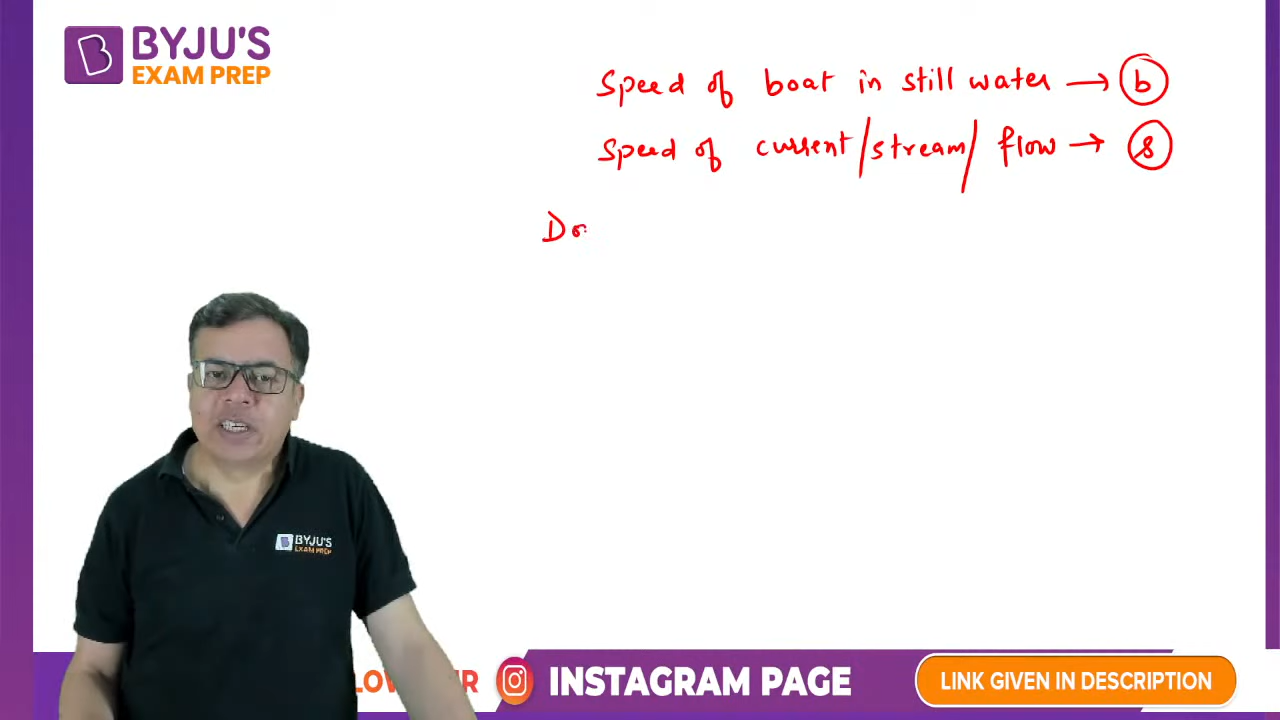 BYJU'S
EXAM PREP
Speed of boat in still water → b
Speed of current/stream/flow → s
Do
BYJU'S
EXAM PREP
INSTAGRAM PAGE
LINK GIVEN IN DESCRIPTION